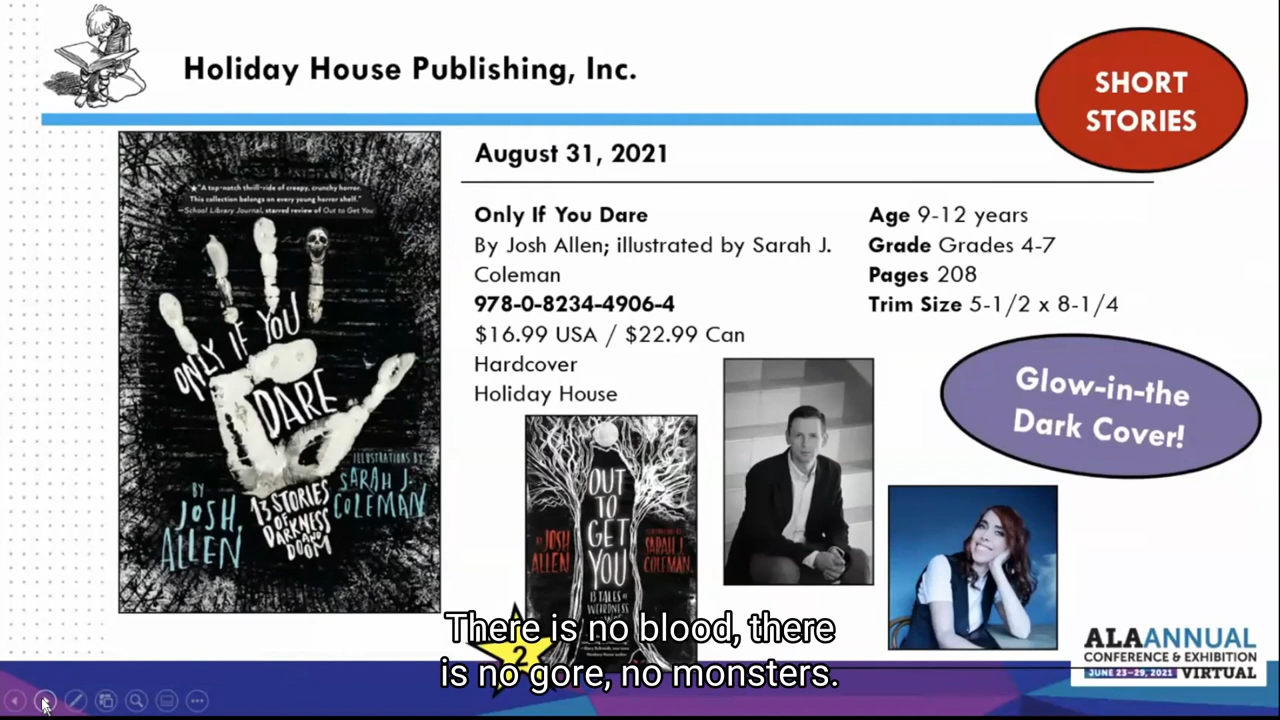 Holiday House Publishing, Inc.
SHORT
STORIES
August 31, 2021
★"A top-notch thrill-ride of creepy, crunchy horror.
This collection belongs on every young horror shelf."
—School Library Journal, starred review of Out to Get You
ONLY IF YOU
DARE
BY
JOSH
ALLEN
13 STORIES
OF
DARKNESS
AND
DOOM
ILLUSTRATIONS BY
SARAH J.
COLEMAN
Only If You Dare
By Josh Allen; illustrated by Sarah J.
Coleman
978-0-8234-4906-4
$16.99 USA / $22.99 Can
Hardcover
Holiday House
Age 9-12 years
Grade Grades 4-7
Pages 208
Trim Size 5-1/2 x 8-1/4
Glow-in-the
Dark Cover!
OUT
TO
GET
YOU
BY JOSH
ALLEN
SARAH J.
COLEMAN
13 TALES OF
WEIRDNESS
2
There is no blood, there
is no gore, no monsters.
ALAANNUAL
CONFERENCE & EXHIBITION
JUNE 23–29, 2021 VIRTUAL